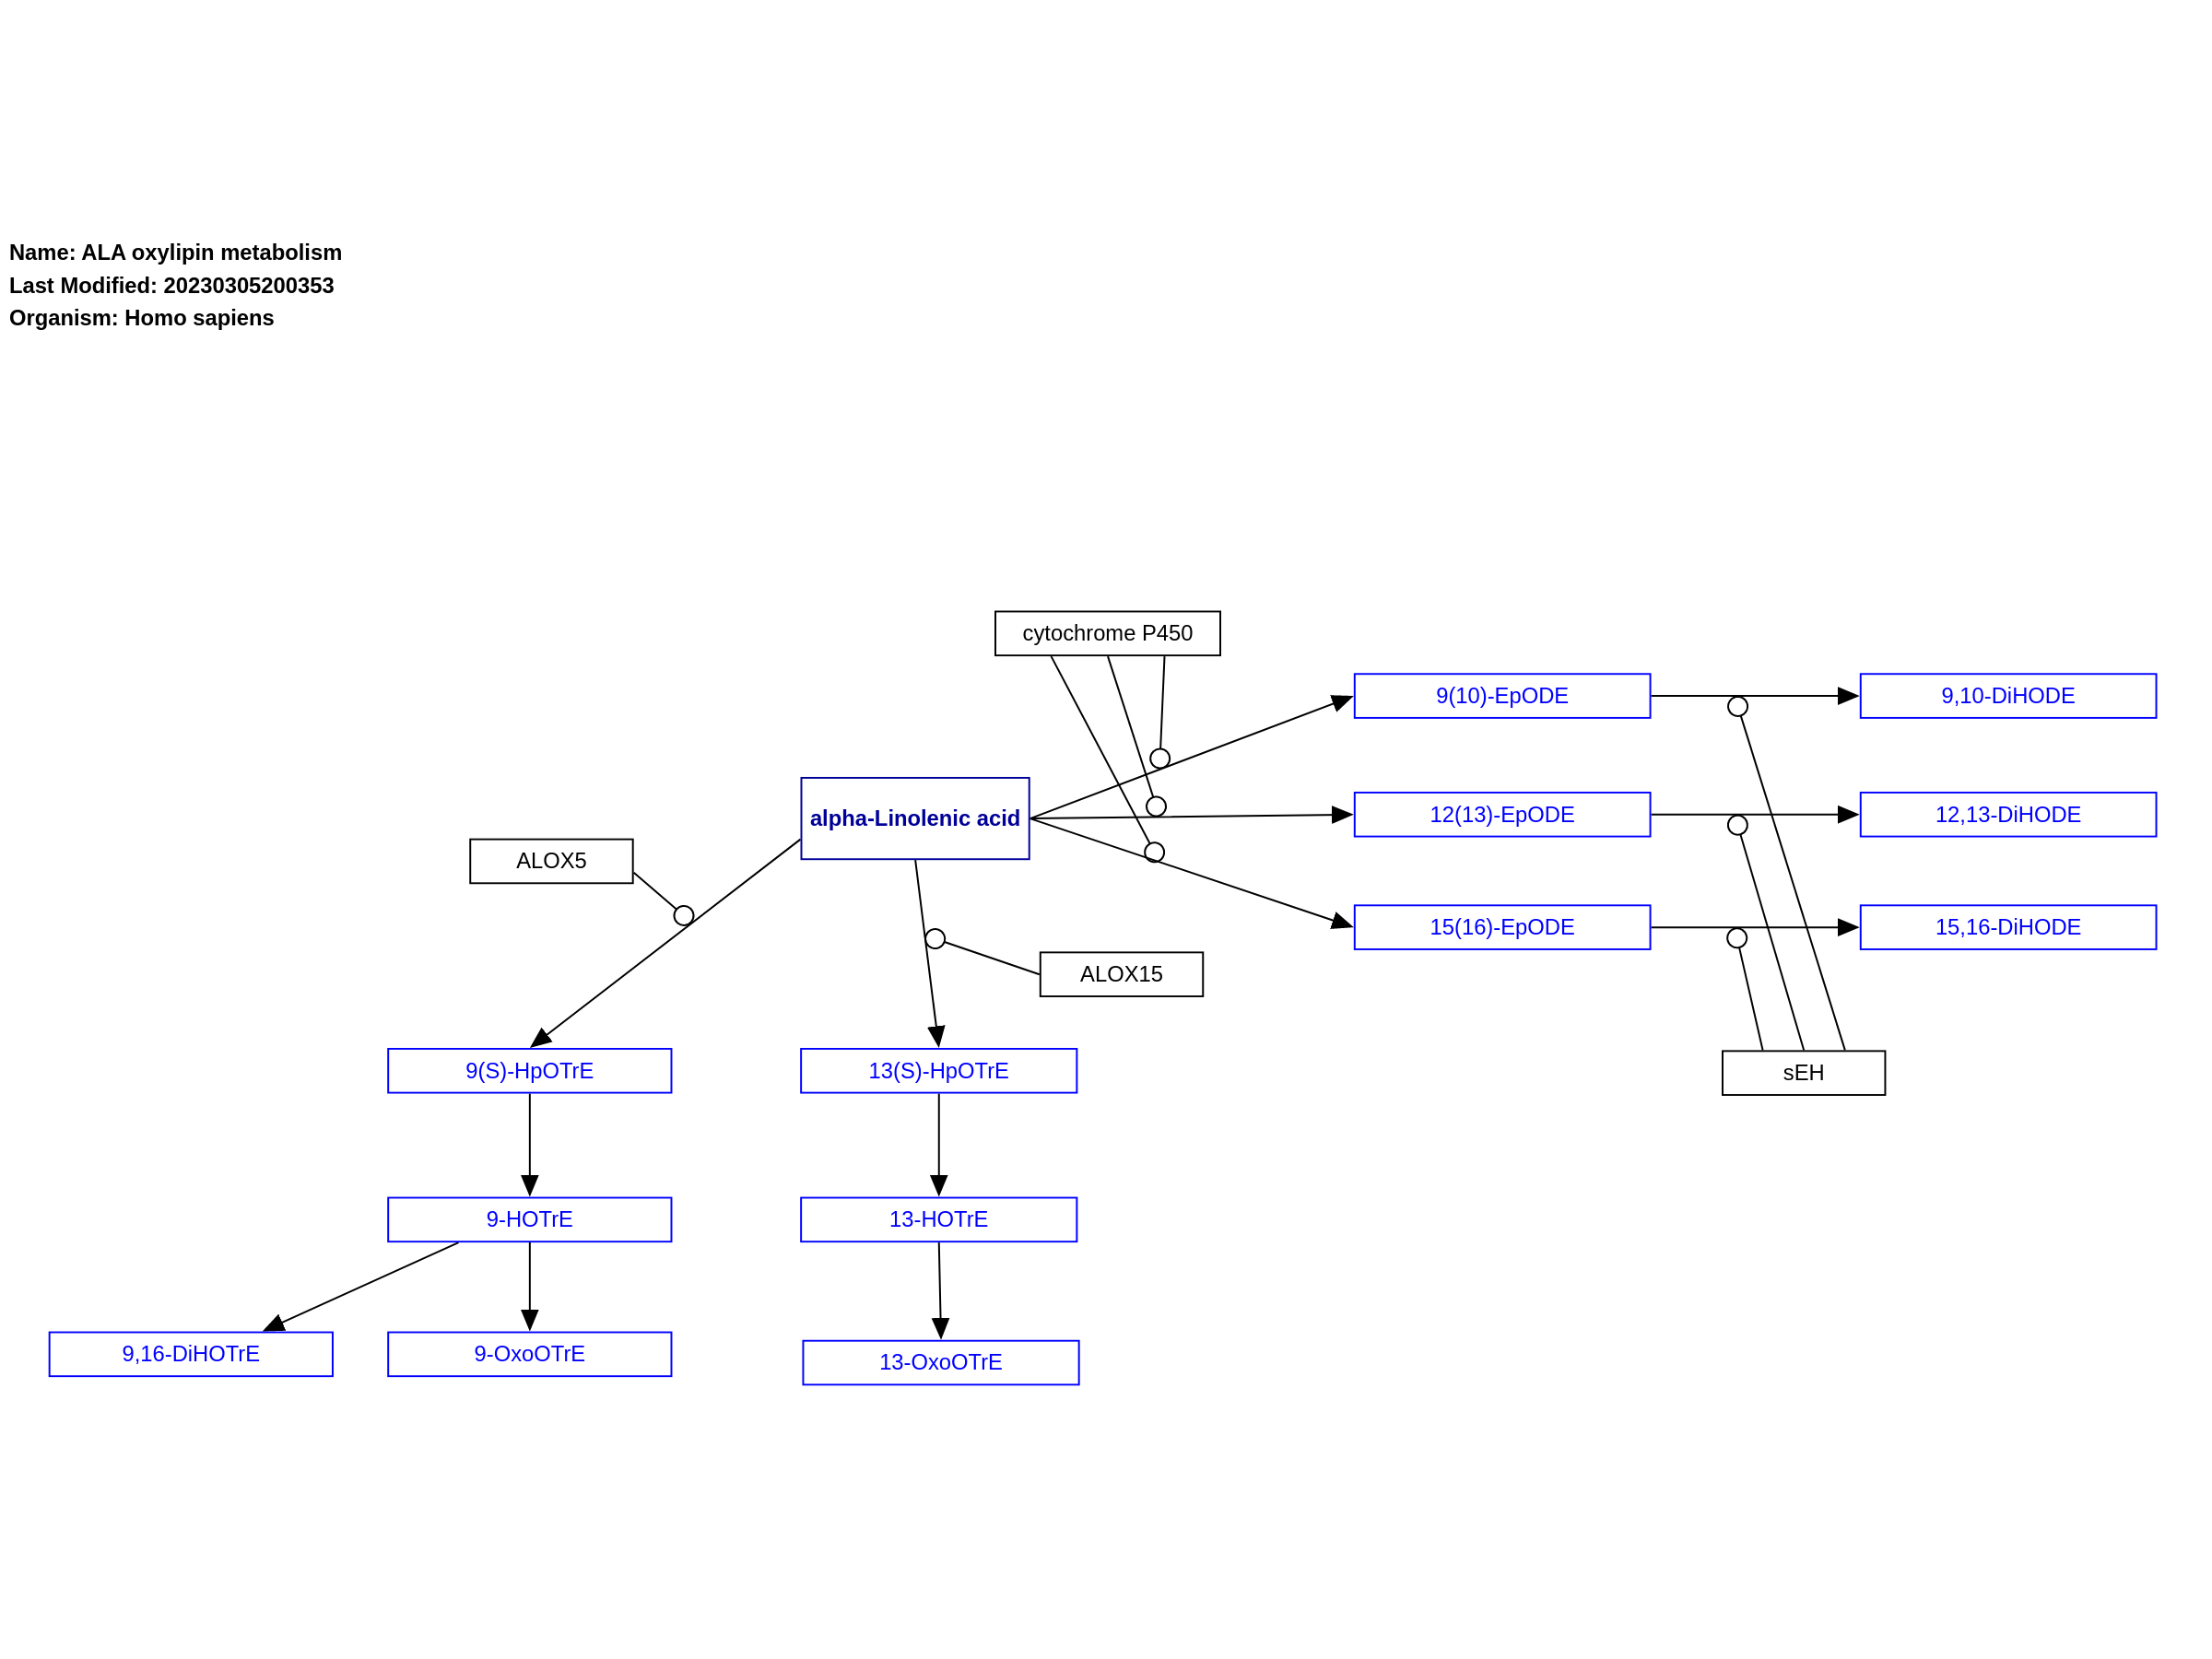 Name: ALA oxylipin metabolism
Last Modified: 20230305200353
Organism: Homo sapiens
cytochrome P450
9(10)-EpODE
9,10-DiHODE
alpha-Linolenic acid
12(13)-EpODE
12,13-DiHODE
ALOX5
15(16)-EpODE
15,16-DiHODE
ALOX15
9(S)-HpOTrE
13(S)-HpOTrE
sEH
9-HOTrE
13-HOTrE
9,16-DiHOTrE
9-OxoOTrE
13-OxoOTrE